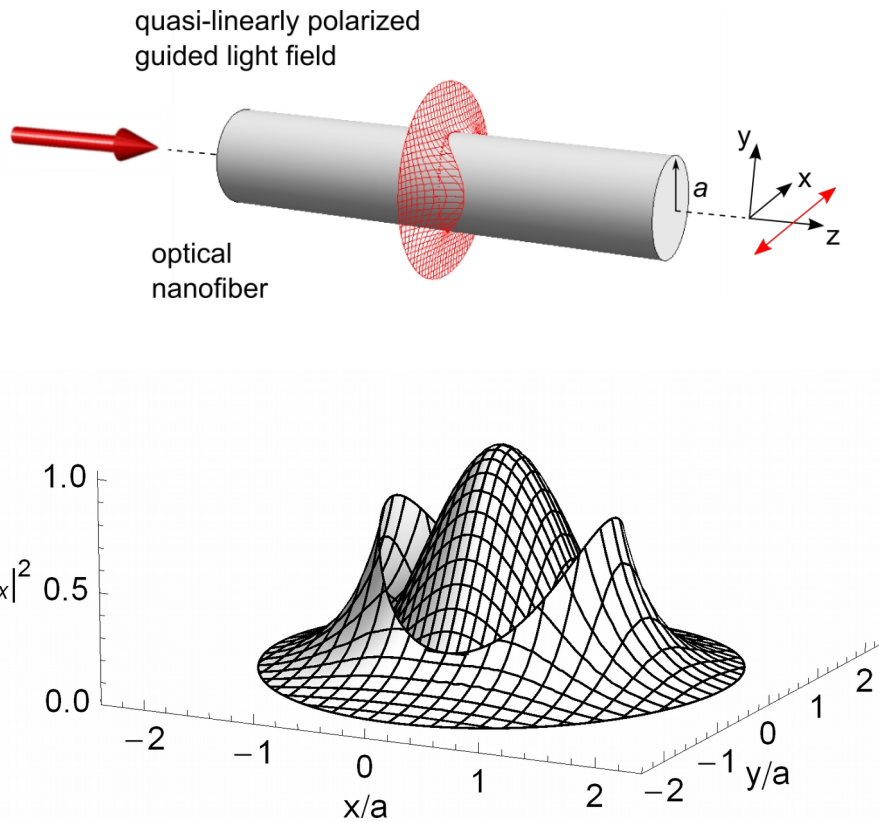 quasi-linearly polarized
guided light field
y
x
a
z
optical
nanofiber
1.0
x|²
0.5
0.0
−2
−1
0
1
2
x/a
−2
−1
0
1
2
y/a